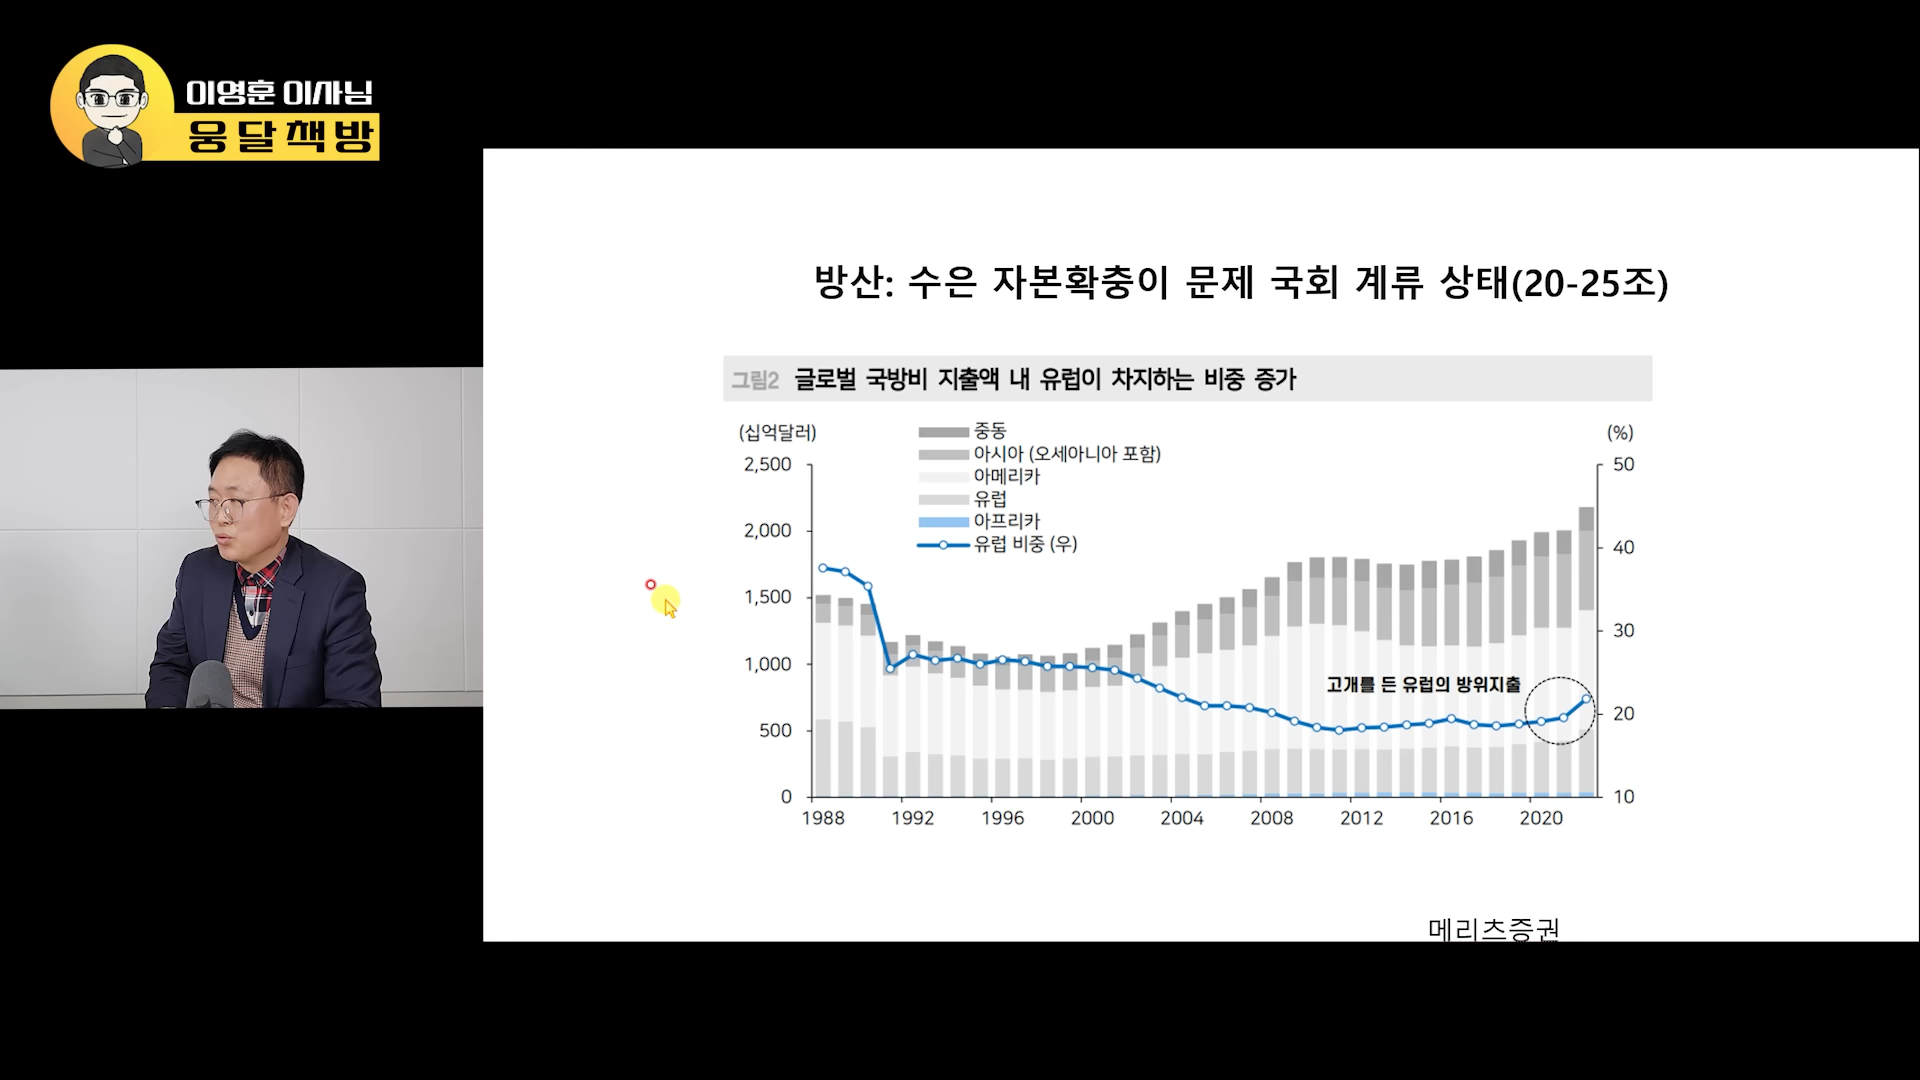 이영훈 이사님
웅달책방
방산: 수은 자본확충이 문제 국회 계류 상태(20-25조)
그림2 글로벌 국방비 지출액 내 유럽이 차지하는 비중 증가
(십억달러)
(%)
중동
아시아 (오세아니아 포함)
아메리카
유럽
아프리카
유럽 비중 (우)
2,500
2,000
1,500
1,000
500
0
50
40
30
20
10
고개를 든 유럽의 방위지출
1988 1992 1996 2000 2004 2008 2012 2016 2020
메리츠증권